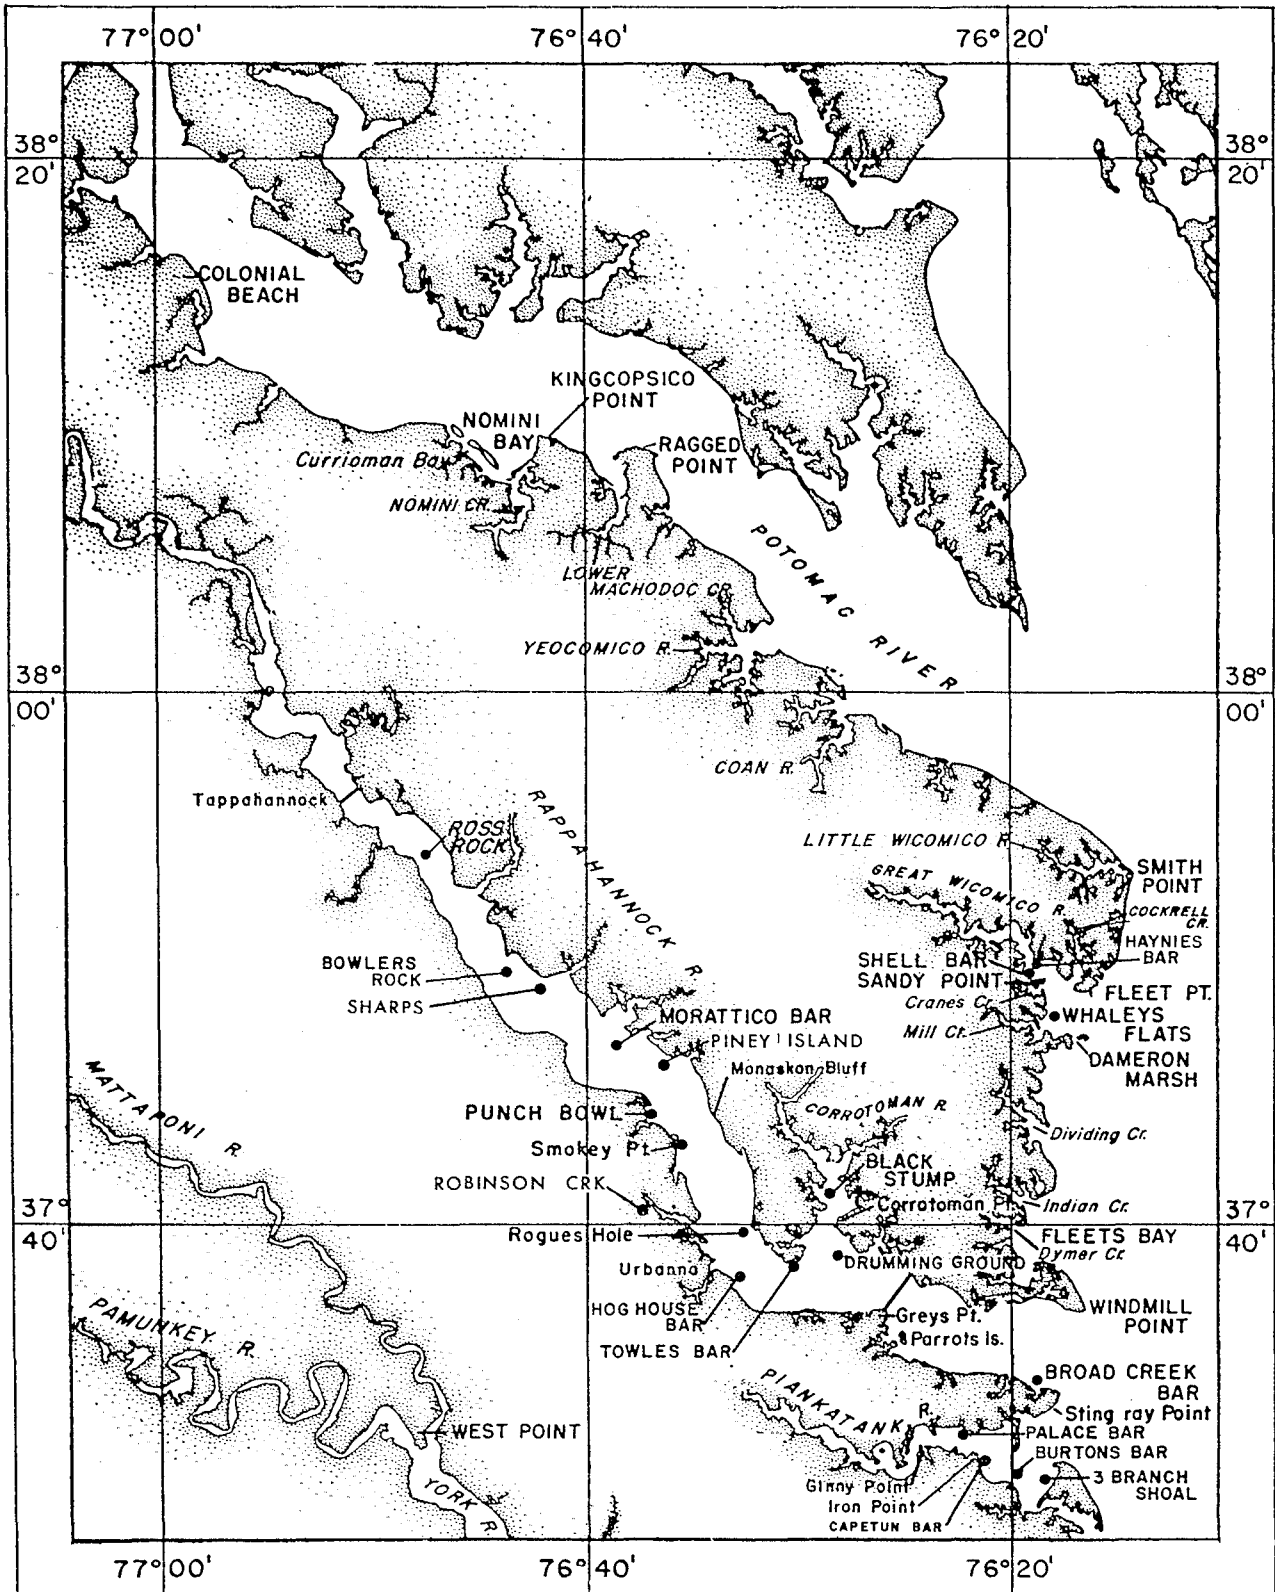 77°00'
76°40'
76°20'
38°
20'
38°
20'
COLONIAL
BEACH
KINGCOPSICO
POINT
NOMINI
BAY
RAGGED
POINT
Currioman Bay
NOMINI CR.
LOWER
MACHODOC CR.
POTOMAC RIVER
YEOCOMICO R.
38°
00'
38°
00'
COAN R.
Tappahannock
ROSS
ROCK
RAPPAHANNOCK R.
LITTLE WICOMICO R.
SMITH
POINT
GREAT WICOMICO R.
COCKRELL
CR.
HAYNIES
BAR
BOWLERS
ROCK
SHARPS
SHELL BAR
SANDY POINT
Cranes Cr.
FLEET PT.
Mill Cr.
WHALEYS
FLATS
MORATTICO BAR
PINEY ISLAND
Monaskon Bluff
DAMERON
MARSH
MATTAPONI R.
CORROTOMAN R.
PUNCH BOWL
Smokey Pt.
Dividing Cr.
ROBINSON CRK
BLACK
STUMP
Corrotoman Pt.
Indian Cr.
37°
40'
37°
40'
Rogues Hole
FLEETS BAY
Dymer Cr.
Urbanna
DRUMMING GROUND
HOG HOUSE
BAR
Greys Pt.
WINDMILL
POINT
PAMUNKEY R.
TOWLES BAR
Parrots Is.
PIANKATANK R.
BROAD CREEK
BAR
Sting ray Point
WEST POINT
PALACE BAR
BURTONS BAR
YORK R.
Ginny Point
3 BRANCH
SHOAL
Iron Point
CAPETUN BAR
77°00'
76°40'
76°20'